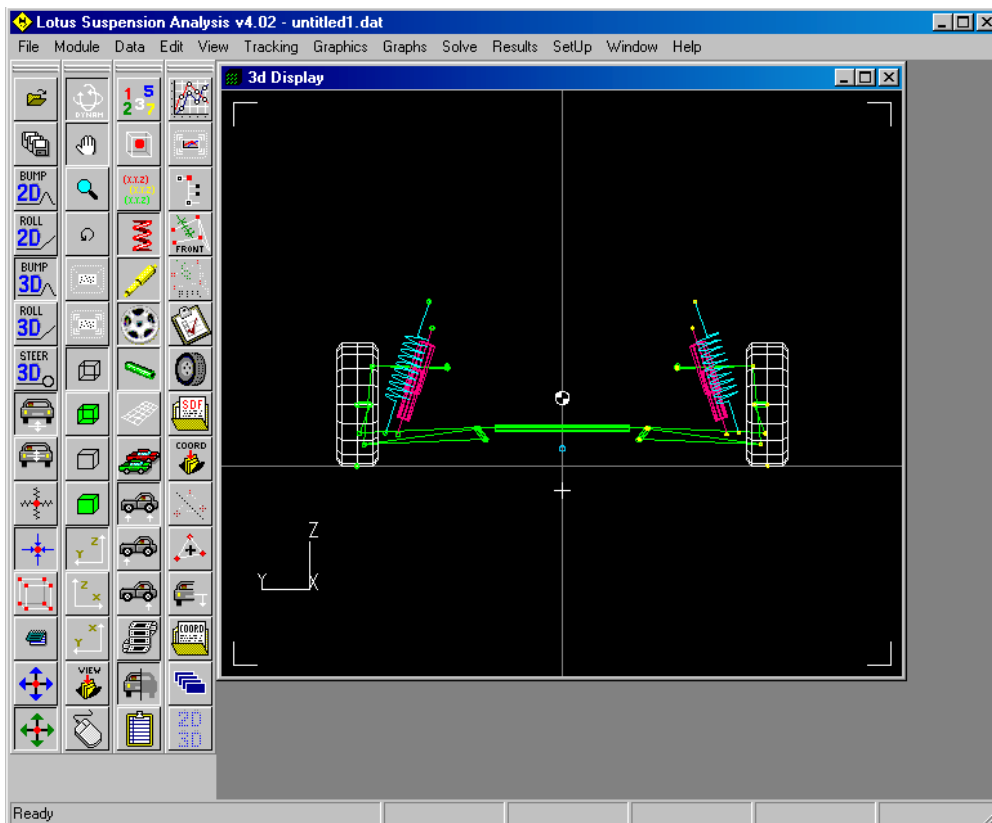 Lotus Suspension Analysis v4.02 - untitled1.dat
File Module Data Edit View Tracking Graphics Graphs Solve Results SetUp Window Help
3d Display
DYNAM
1 5
2 3 7
BUMP
2D
(X.Y.Z)
(X.Y.Z)
(X.Y.Z)
ROLL
2D
FRONT
BUMP
3D
ROLL
3D
STEER
3D
SDF
COORD
Z
Y
Z
X
Y
X
COORD
VIEW
2D
3D
Z
Y
X
Ready